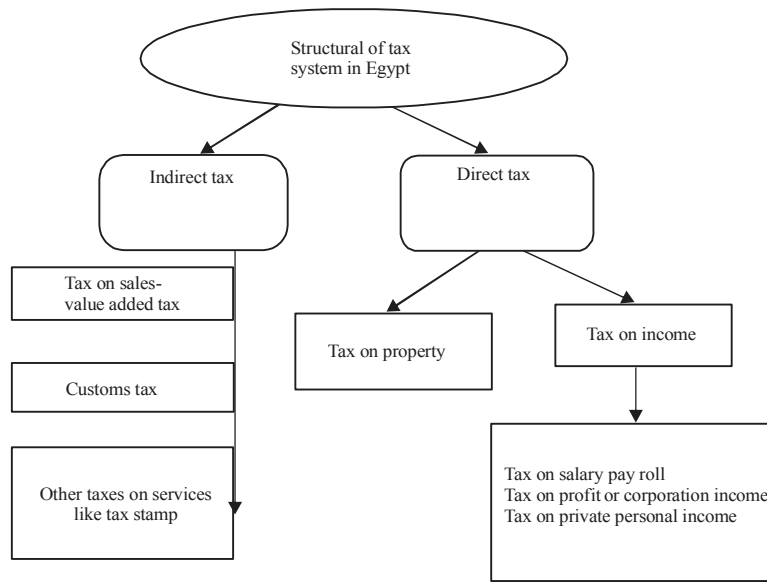 Structural of tax
system in Egypt
Indirect tax
Direct tax
Tax on sales-
value added tax
Tax on property
Tax on income
Customs tax
Other taxes on services
like tax stamp
Tax on salary pay roll
Tax on profit or corporation income
Tax on private personal income